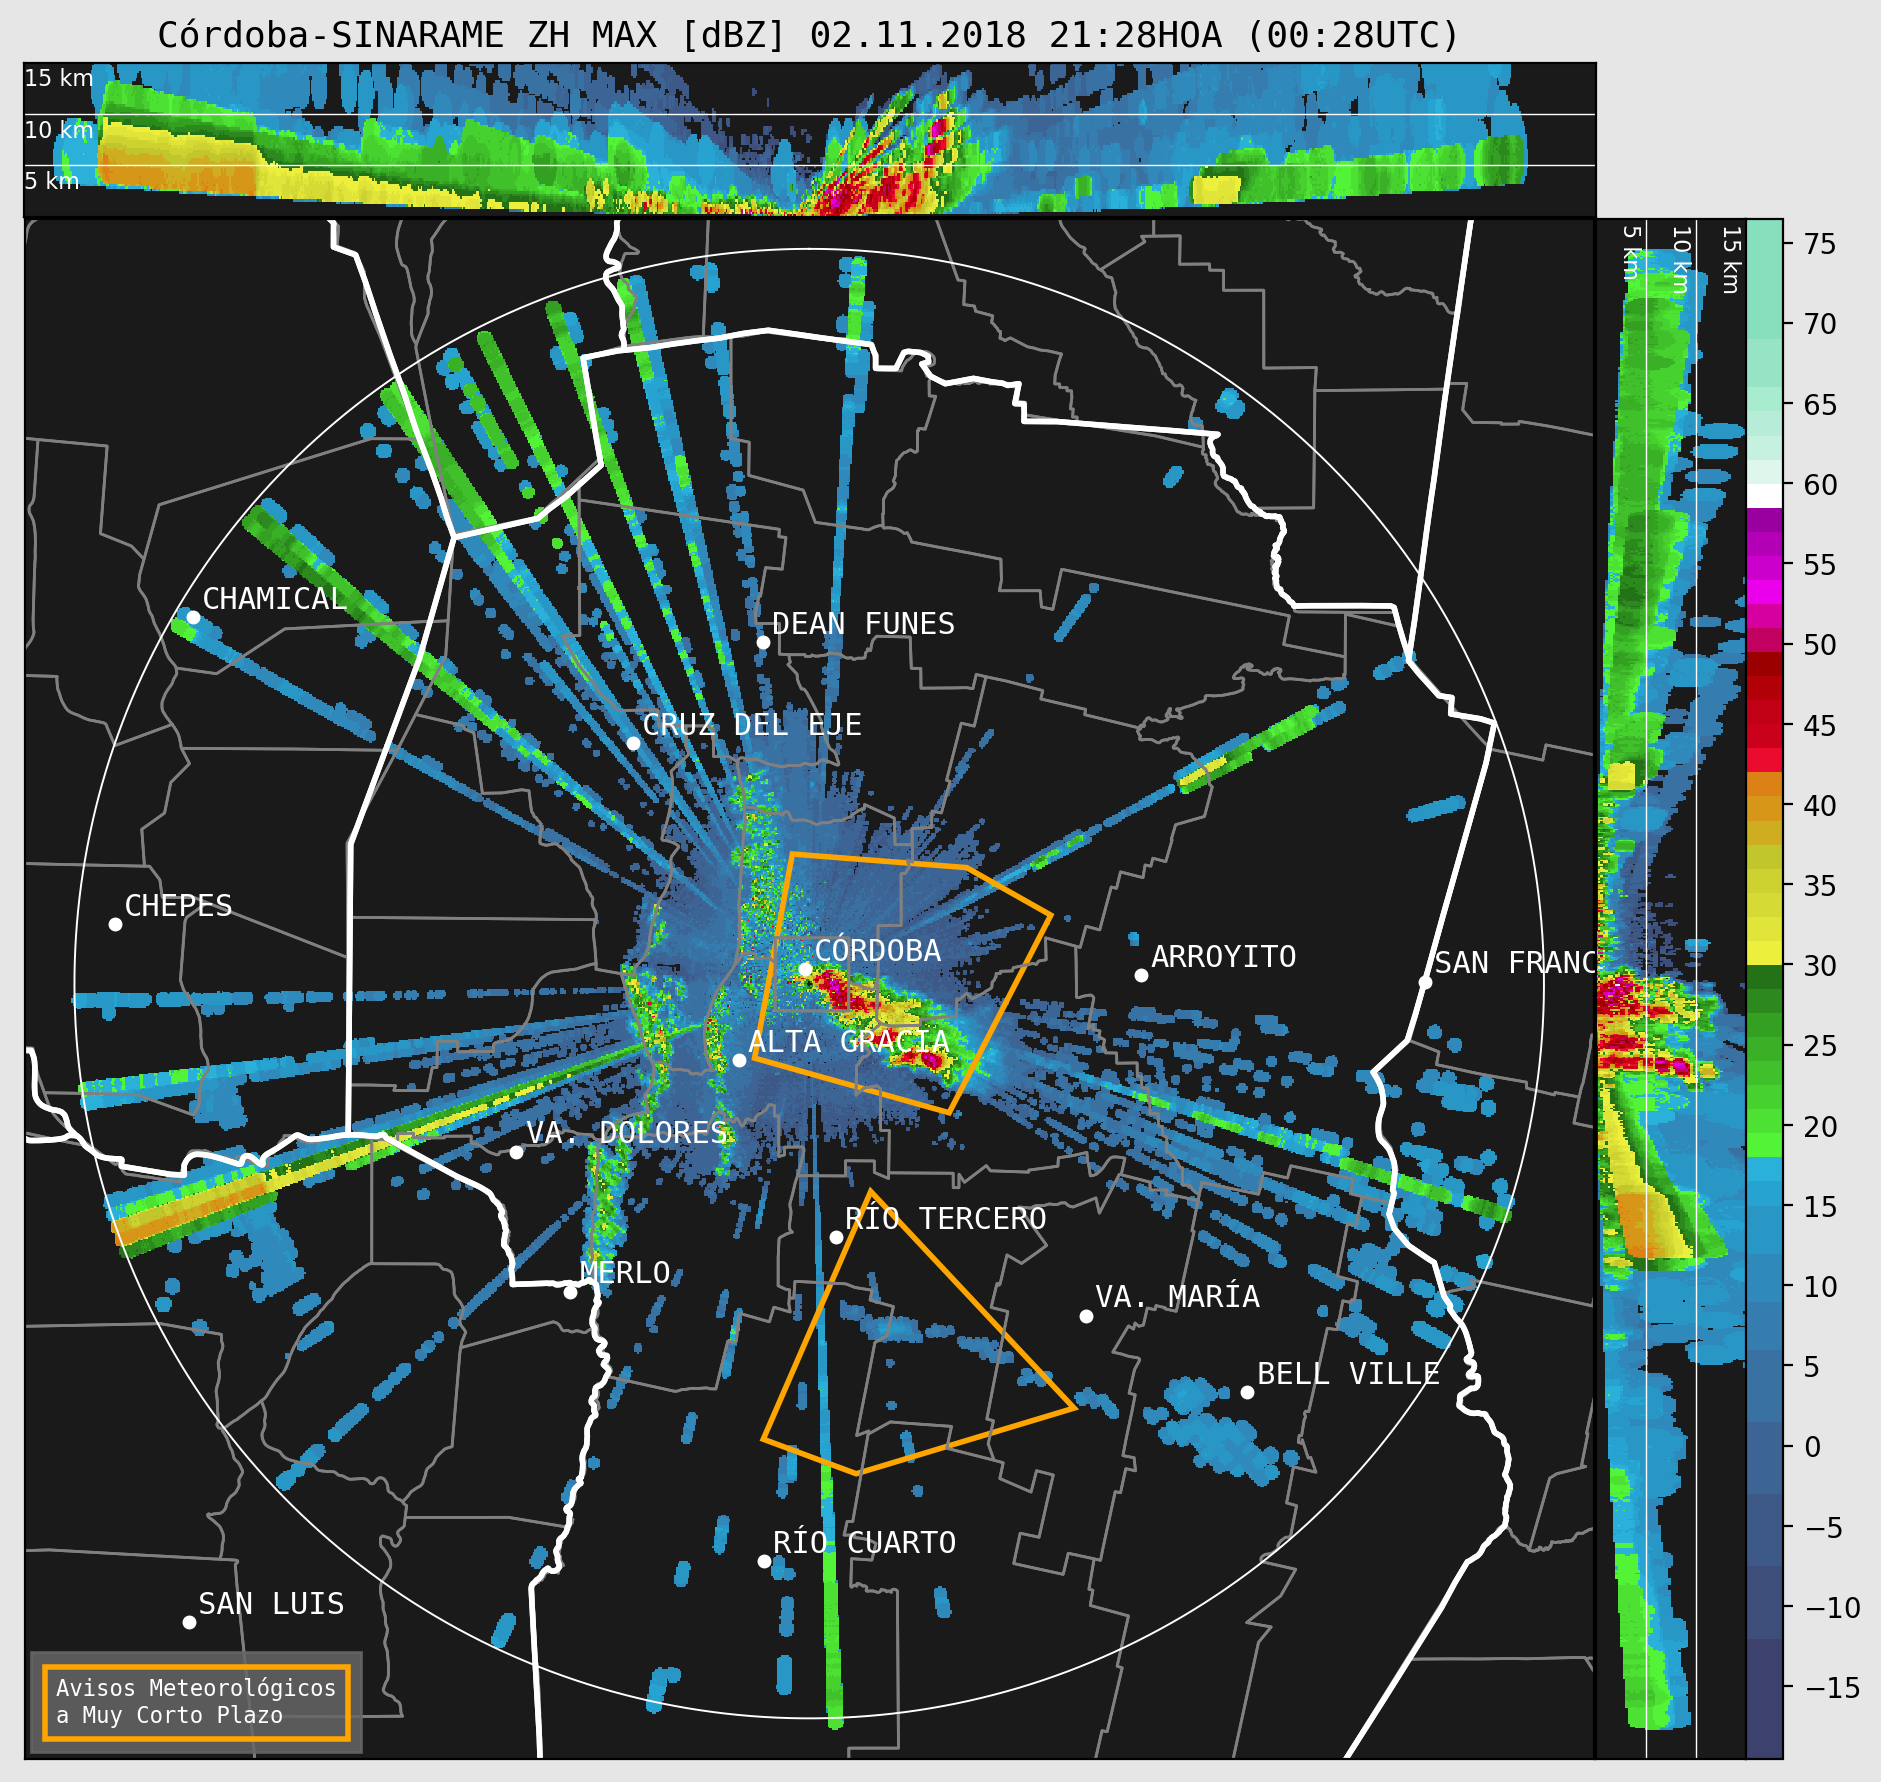 Córdoba-SINARAME ZH MAX [dBZ] 02.11.2018 21:28HOA (00:28UTC)
15 km
10 km
5 km
5 km
10 km
15 km
75
70
65
60
55
50
45
40
35
30
25
20
15
10
5
0
−5
−10
−15
CHAMICAL
DEAN FUNES
CRUZ DEL EJE
CHEPES
CÓRDOBA
ARROYITO
SAN FRANC
ALTA GRACIA
VA. DOLORES
RÍO TERCERO
MERLO
VA. MARÍA
BELL VILLE
RÍO CUARTO
SAN LUIS
Avisos Meteorológicos
a Muy Corto Plazo